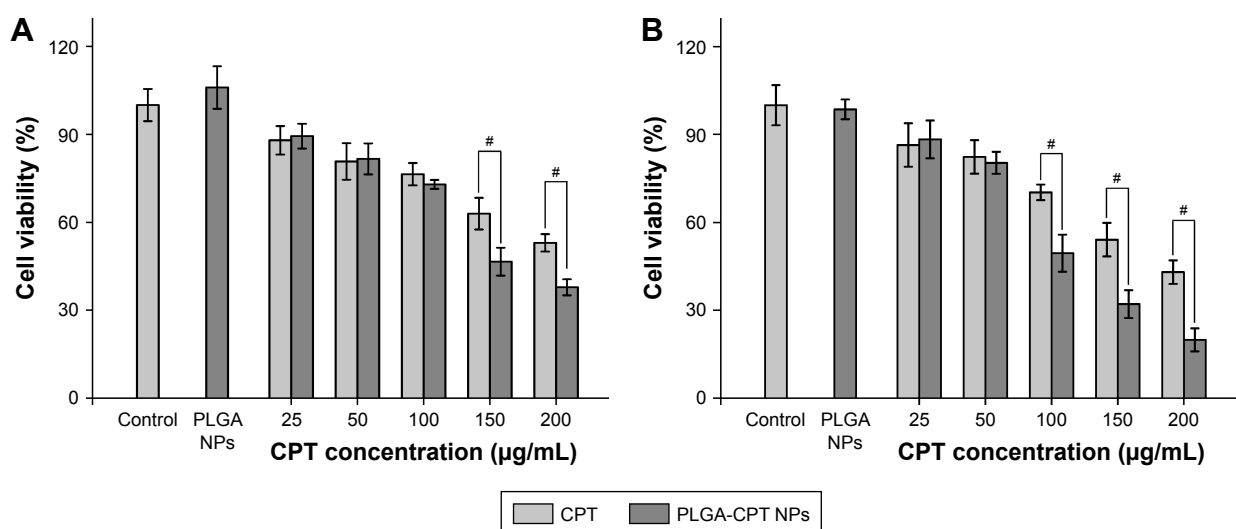 A
Cell viability (%)
120
90
60
30
0
#
#
Control
PLGA
NPs
25
50
100
150
200
CPT concentration (µg/mL)
B
Cell viability (%)
120
90
60
30
0
#
#
#
Control
PLGA
NPs
25
50
100
150
200
CPT concentration (µg/mL)
CPT
PLGA-CPT NPs